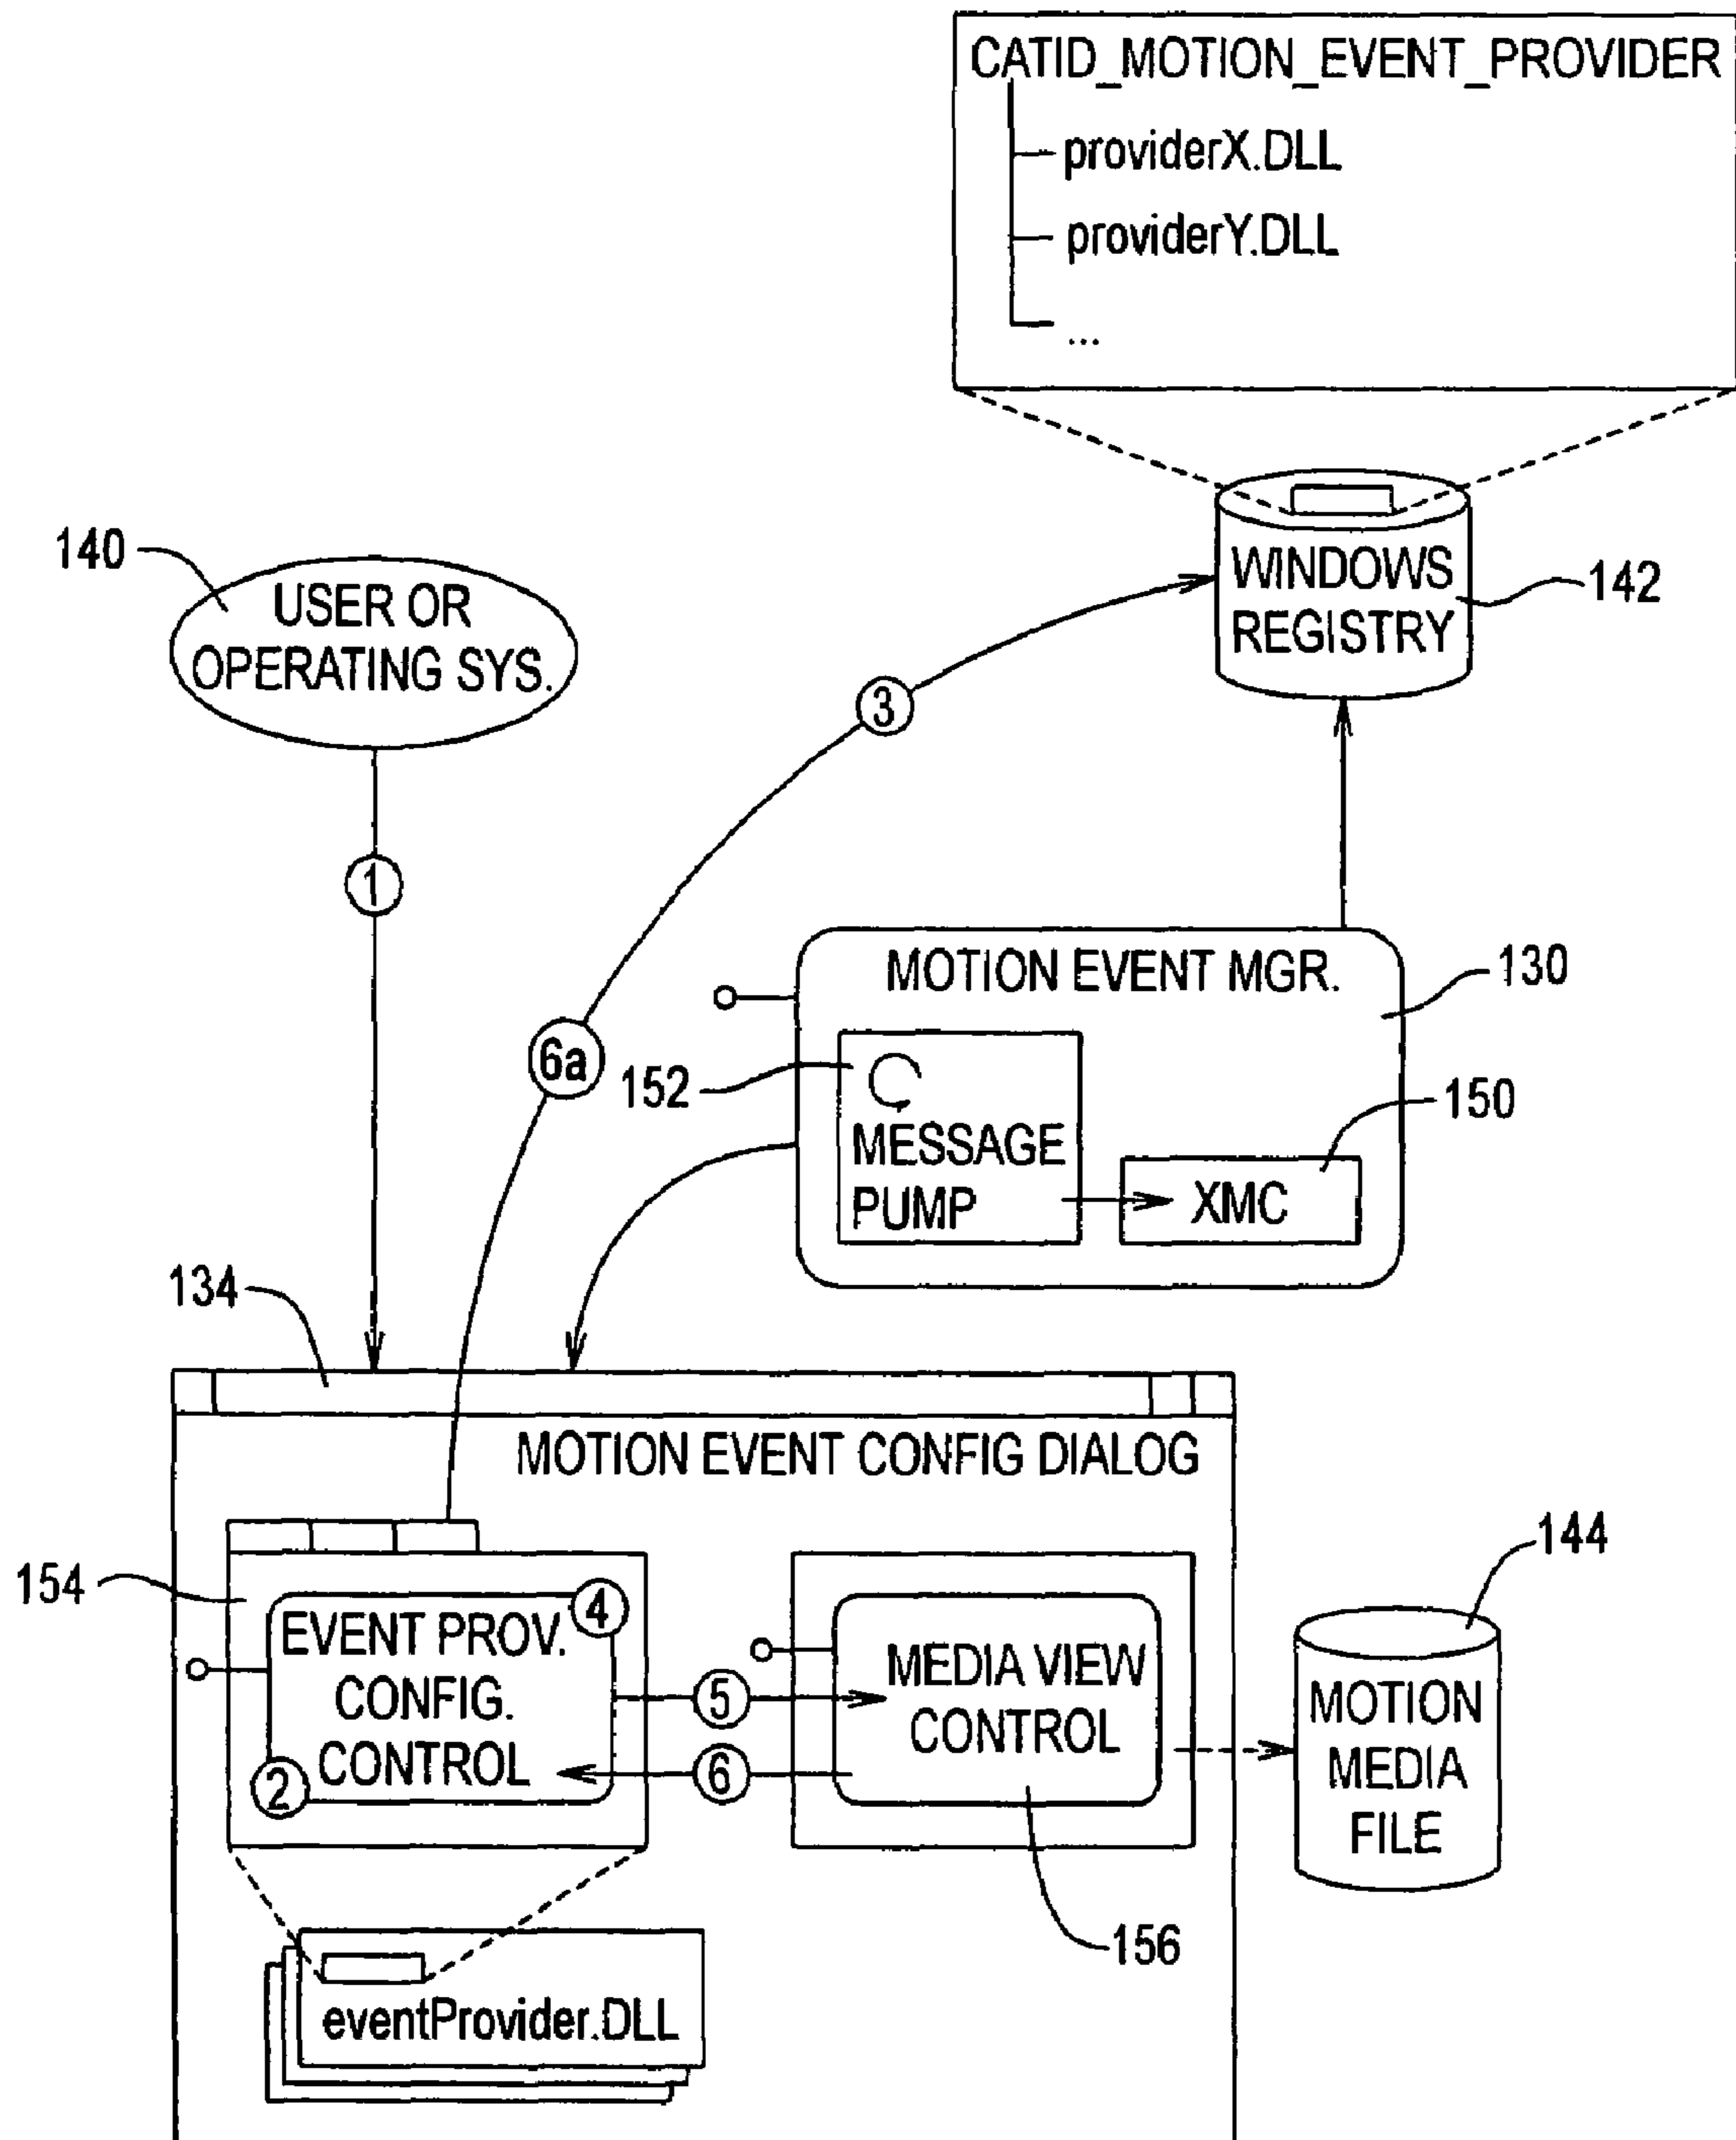 CATID_MOTION_EVENT_PROVIDER
providerX.DLL
providerY.DLL
...
WINDOWS
REGISTRY
142
140
USER OR
OPERATING SYS.
3
1
6a
MOTION EVENT MGR.
130
152
MESSAGE
PUMP
150
XMC
134
MOTION EVENT CONFIG DIALOG
154
EVENT PROV.
CONFIG.
CONTROL
4
2
5
6
MEDIA VIEW
CONTROL
156
144
MOTION
MEDIA
FILE
eventProvider.DLL